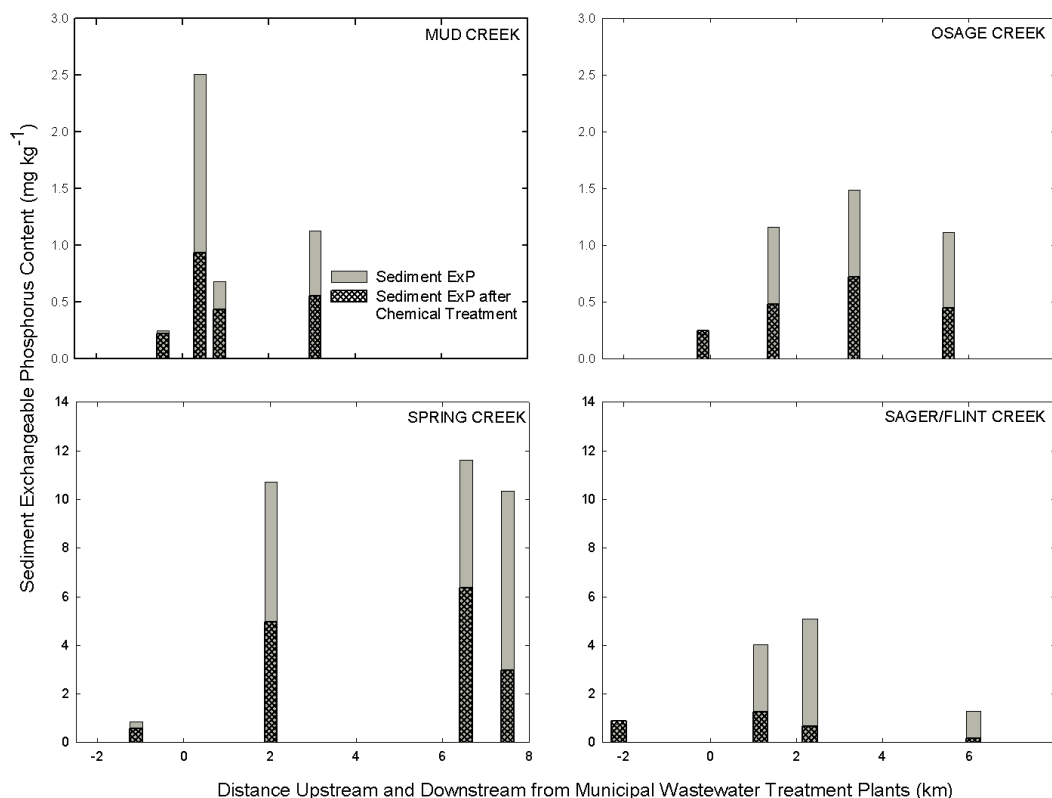 3.0
2.5
2.0
1.5
1.0
0.5
0.0
MUD CREEK
Sediment ExP
Sediment ExP after
Chemical Treatment
3.0
2.5
2.0
1.5
1.0
0.5
0.0
OSAGE CREEK
Sediment Exchangeable Phosphorus Content (mg kg-1)
14
12
10
8
6
4
2
0
SPRING CREEK
-2 0 2 4 6 8
14
12
10
8
6
4
2
0
SAGER/FLINT CREEK
-2 0 2 4 6
Distance Upstream and Downstream from Municipal Wastewater Treatment Plants (km)